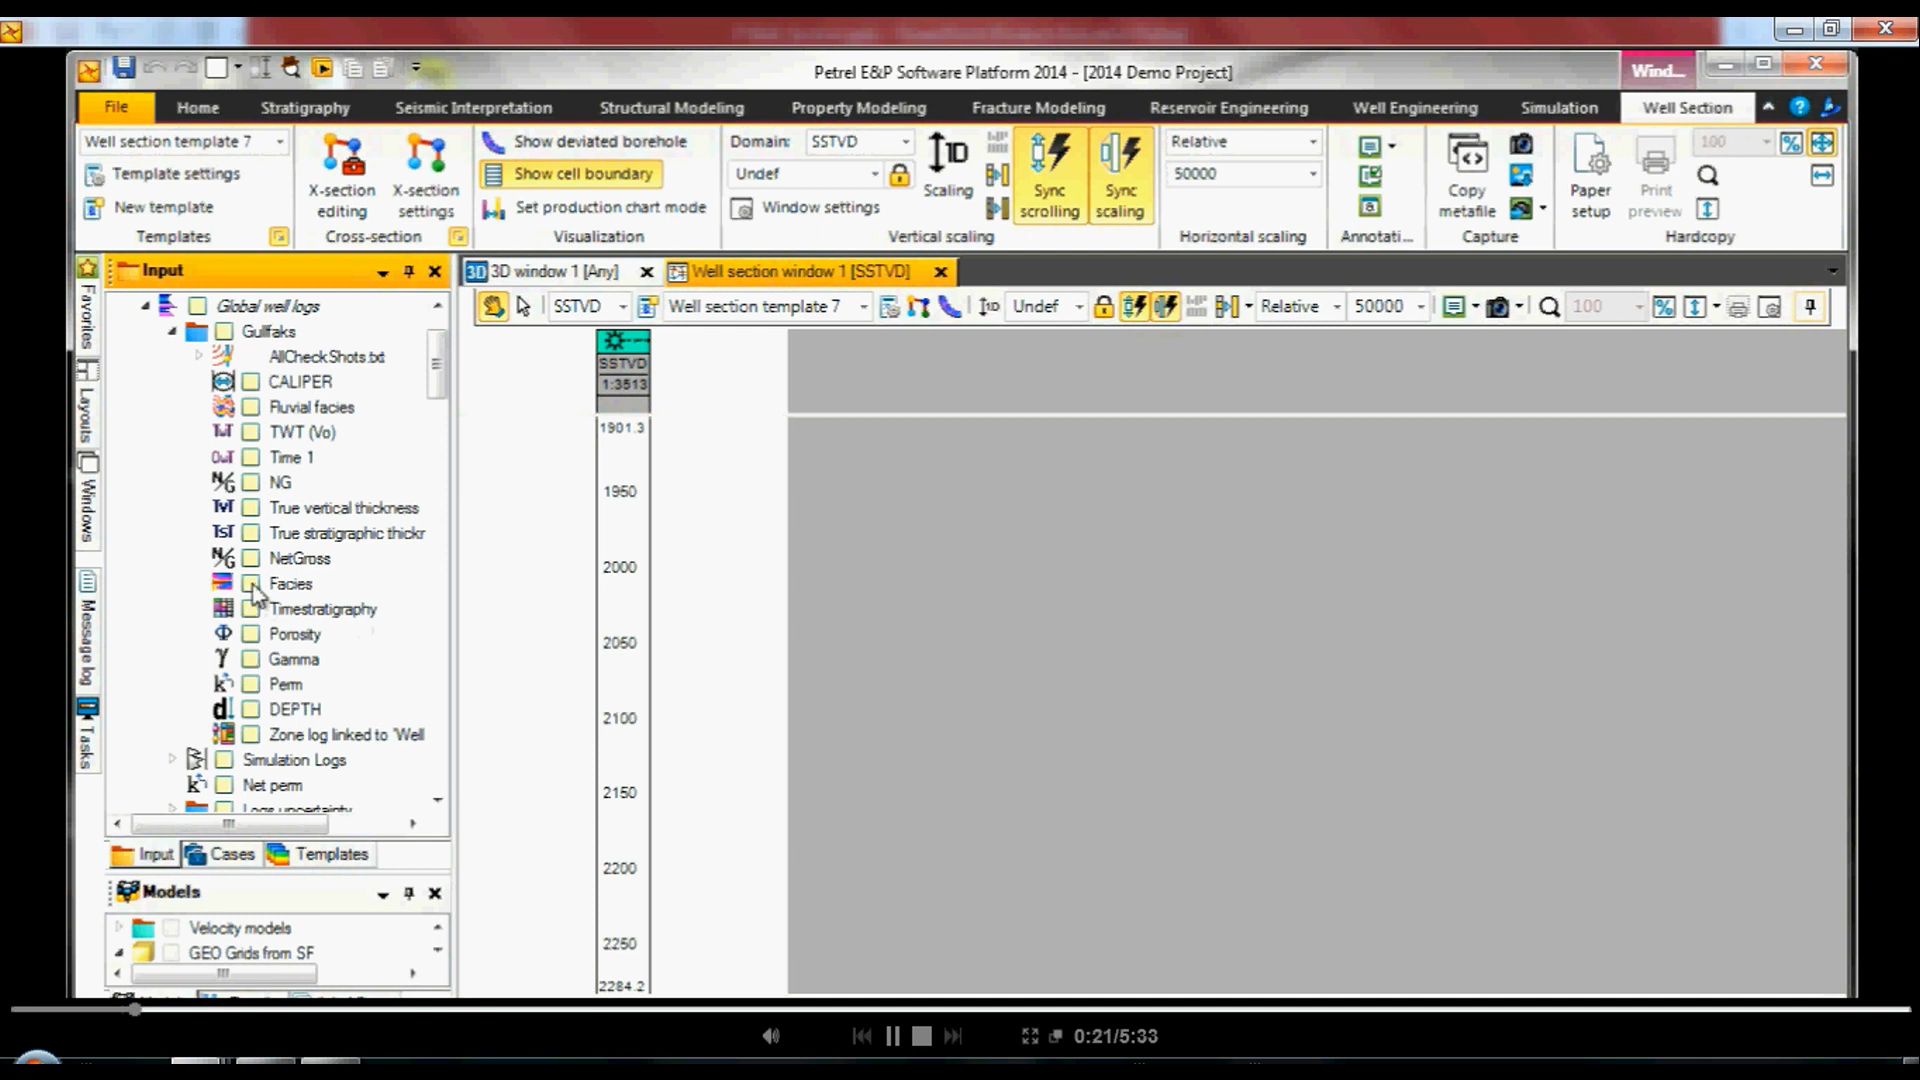 Petrel E&P Software Platform 2014 - [2014 Demo Project]
Wind...
File
Home
Stratigraphy
Seismic Interpretation
Structural Modeling
Property Modeling
Fracture Modeling
Reservoir Engineering
Well Engineering
Simulation
Well Section
Well section template 7
Template settings
New template
Templates
X-section editing
X-section settings
Cross-section
Show deviated borehole
Show cell boundary
Set production chart mode
Visualization
Domain: SSTVD
Undef
Window settings
Scaling
Sync scrolling
Sync scaling
Vertical scaling
Relative
50000
Horizontal scaling
Annotati...
Copy metafile
Capture
Paper setup
Print preview
100
Hardcopy
Favorites
Layouts
Windows
Message log
Tasks
Input
3D window 1 [Any]
Well section window 1 [SSTVD]
SSTVD
Well section template 7
Undef
Relative
50000
100
Global well logs
Gullfaks
AllCheckShots.txt
CALIPER
Fluvial facies
TWT (Vo)
Time 1
NG
True vertical thickness
True stratigraphic thickr
NetGross
Facies
Timestratigraphy
Porosity
Gamma
Perm
DEPTH
Zone log linked to 'Well
Simulation Logs
Net perm
Logs uncertainty
Input
Cases
Templates
Models
Velocity models
GEO Grids from SF
SSTVD
1:3513
1901.3
1950
2000
2050
2100
2150
2200
2250
2284.2
0:21/5:33